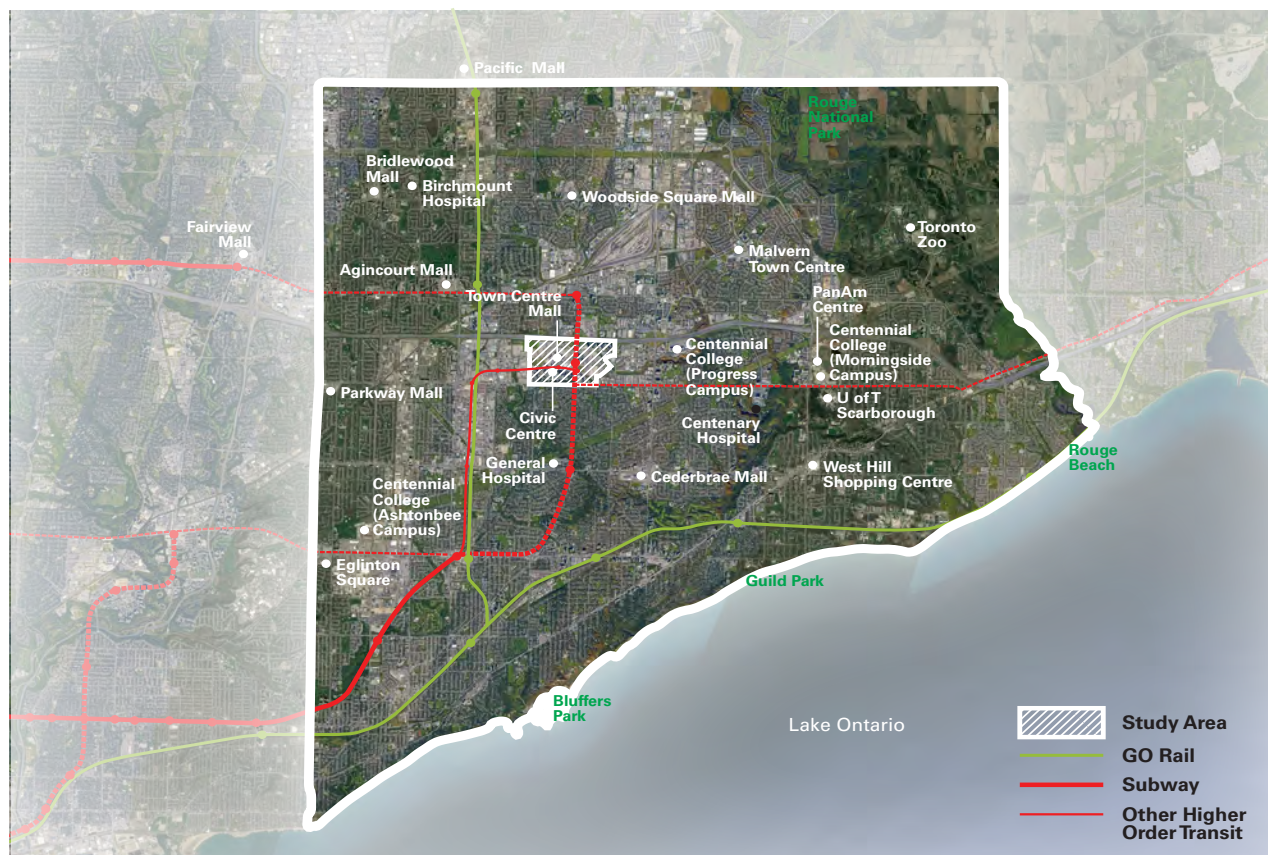 Pacific Mall
Rouge
National
Park
Bridlewood
Mall
Birchmount
Hospital
Woodside Square Mall
Fairview
Mall
Toronto
Zoo
Malvern
Town Centre
Agincourt Mall
Town Centre
Mall
PanAm
Centre
Centennial
College
(Morningside
Campus)
Centennial
College
(Progress
Campus)
Parkway Mall
U of T
Scarborough
Civic
Centre
Centenary
Hospital
General
Hospital
Cederbrae Mall
West Hill
Shopping Centre
Rouge
Beach
Centennial
College
(Ashtonbee
Campus)
Eglinton
Square
Guild Park
Bluffers
Park
Lake Ontario
Study Area
GO Rail
Subway
Other Higher
Order Transit